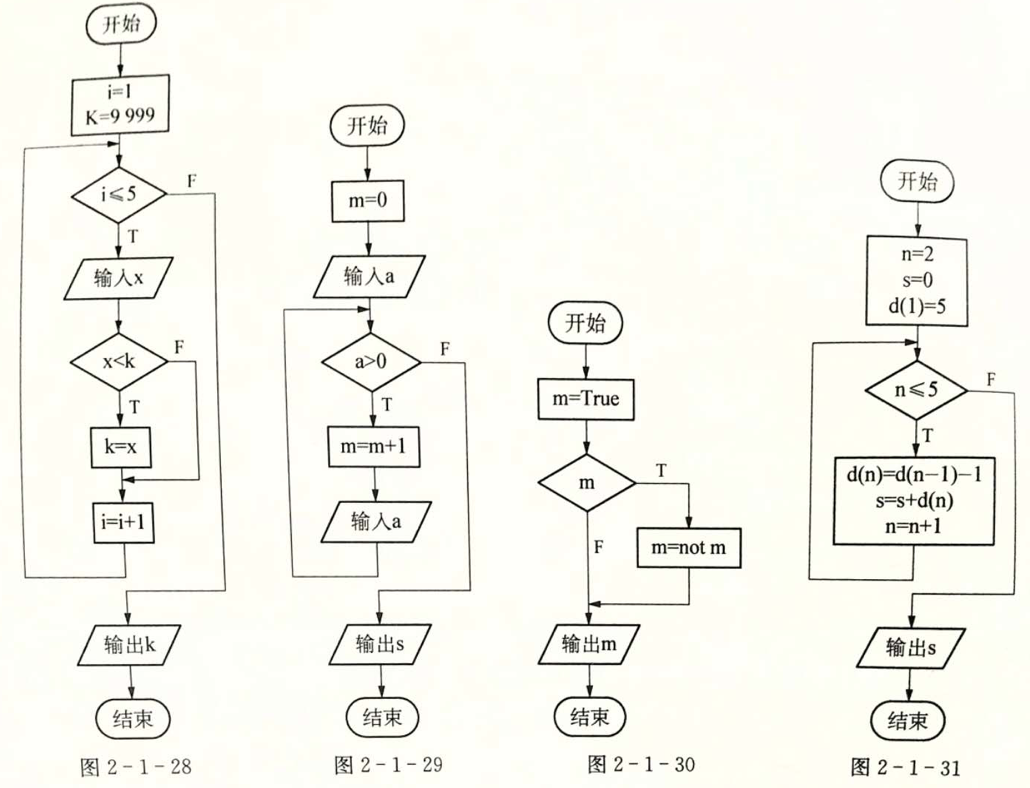 开始
i=1
K=9 999
i≤5
F
T
输入x
x<k
F
T
k=x
i=i+1
输出k
结束
图 2-1-28
开始
m=0
输入a
a>0
F
T
m=m+1
输入a
输出s
结束
图 2-1-29
开始
m=True
m
T
F
m=not m
输出m
结束
图 2-1-30
开始
n=2
s=0
d(1)=5
n≤5
F
T
d(n)=d(n-1)-1
s=s+d(n)
n=n+1
输出s
结束
图 2-1-31